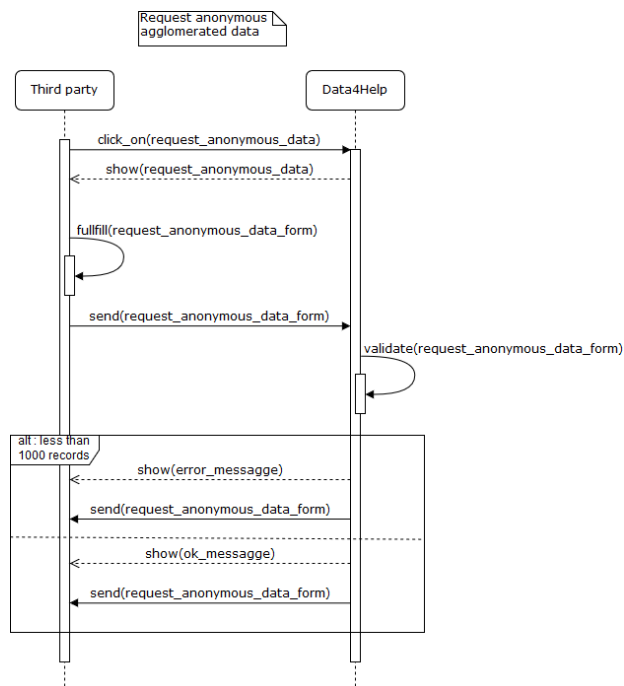 Request anonymous
agglomerated data
Third party
Data4Help
click_on(request_anonymous_data)
show(request_anonymous_data)
fullfill(request_anonymous_data_form)
send(request_anonymous_data_form)
validate(request_anonymous_data_form)
alt : less than
1000 records
show(error_messagge)
send(request_anonymous_data_form)
show(ok_messagge)
send(request_anonymous_data_form)